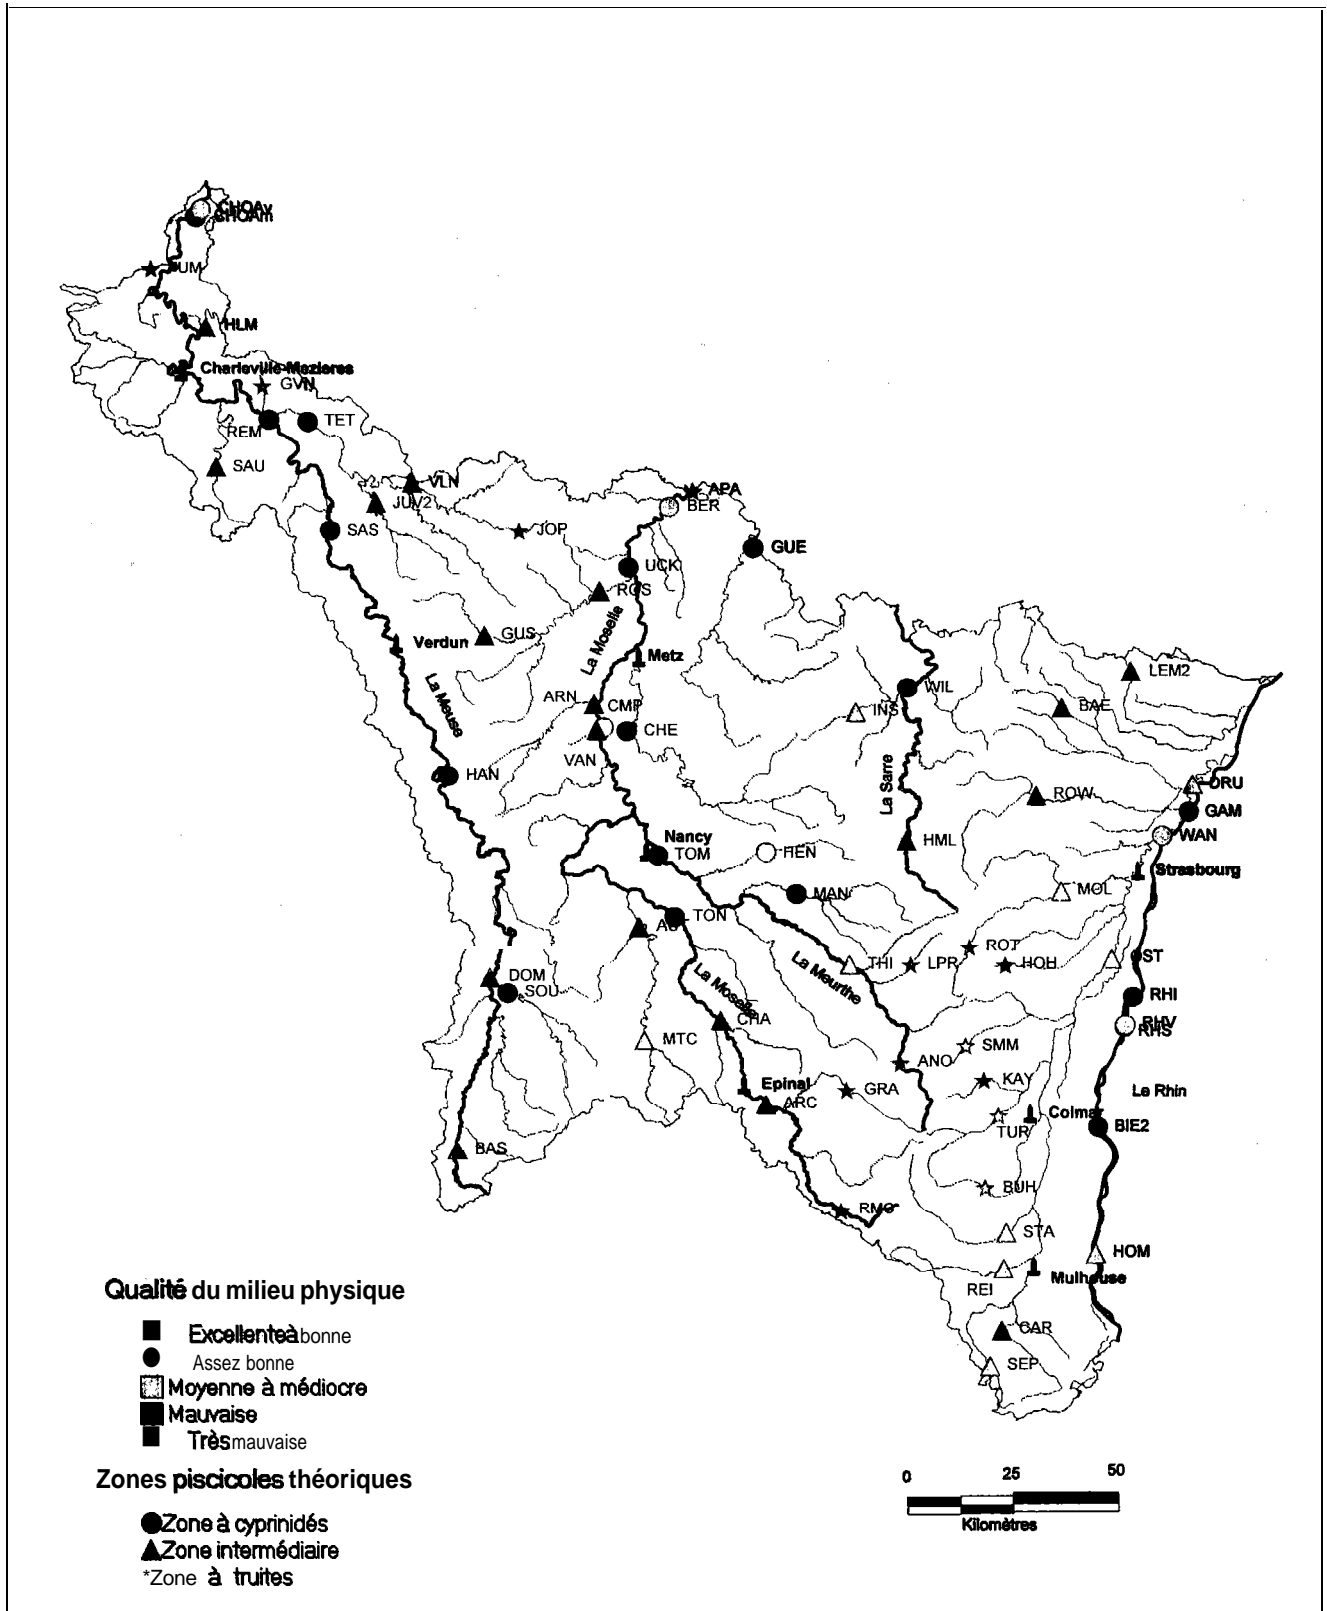 CHOAv
CHOAm
HLM
Charleville-Mezieres
GVN
REM
TET
SAU
VLN
JUV2
APA
BER
SAS
JOP
GUE
UCK
ROS
La Moselle
GUS
Verdun
Metz
LEM2
La Meuse
WIL
ARN
CMP
INS
BAE
CHE
VAN
HAN
La Sarre
DRU
ROW
GAM
WAN
Nancy
TOM
HEN
HML
Strasbourg
MAN
MOL
TON
ROT
THI
LPR
HOH
OST
La Meurthe
DOM
SOU
La Moselle
RHI
CHA
RHV
RHS
MTC
SMM
ANO
KAY
Epinal
GRA
Le Rhin
ARC
Colmar
TUR
BIE2
BAS
BUH
RMO
STA
HOM
REI
Mulhouse
CAR
SEP
Qualité du milieu physique
Excellente à bonne
Assez bonne
Moyenne à médiocre
Mauvaise
Très mauvaise
Zones piscicoles théoriques
Zone à cyprinidés
Zone intermédiaire
*Zone à truites
0 25 50
Kilomètres